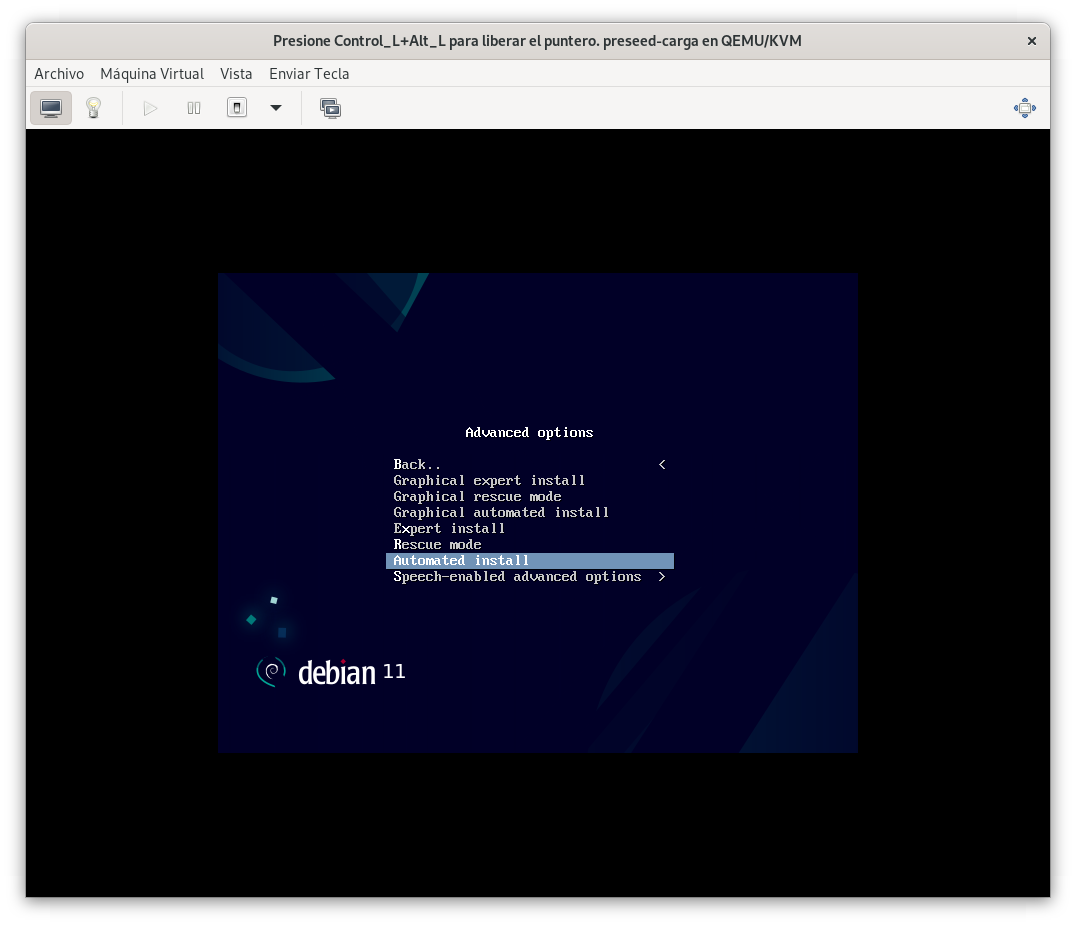 Presione Control_L+Alt_L para liberar el puntero. preseed-carga en QEMU/KVM
Archivo Máquina Virtual Vista Enviar Tecla
Advanced options
Back.. <
Graphical expert install
Graphical rescue mode
Graphical automated install
Expert install
Rescue mode
Automated install
Speech-enabled advanced options >
debian 11